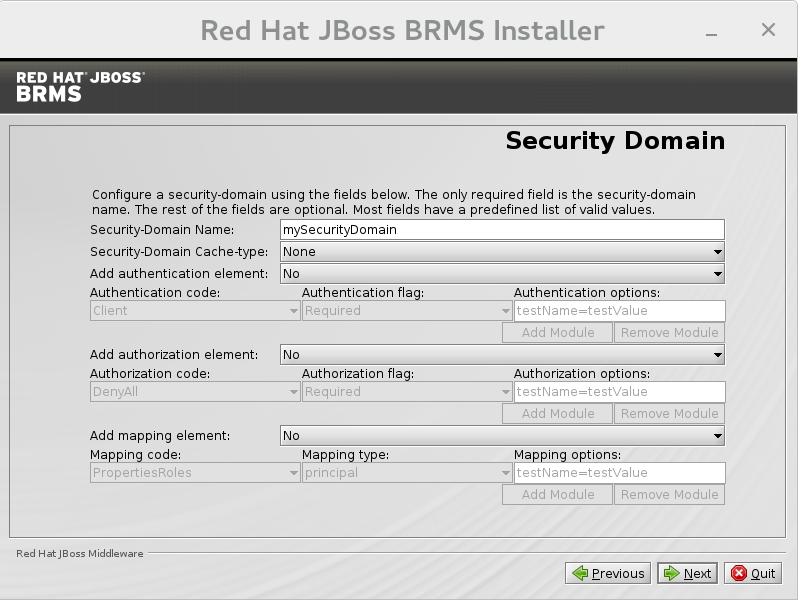 Red Hat JBoss BRMS Installer
RED HAT® JBOSS®
BRMS
Security Domain
Configure a security-domain using the fields below. The only required field is the security-domain
name. The rest of the fields are optional. Most fields have a predefined list of valid values.
Security-Domain Name: mySecurityDomain
Security-Domain Cache-type: None
Add authentication element: No
Authentication code: Authentication flag: Authentication options:
Client Required testName=testValue
Add Module Remove Module
Add authorization element: No
Authorization code: Authorization flag: Authorization options:
DenyAll Required testName=testValue
Add Module Remove Module
Add mapping element: No
Mapping code: Mapping type: Mapping options:
PropertiesRoles principal testName=testValue
Add Module Remove Module
Red Hat JBoss Middleware
Previous Next Quit